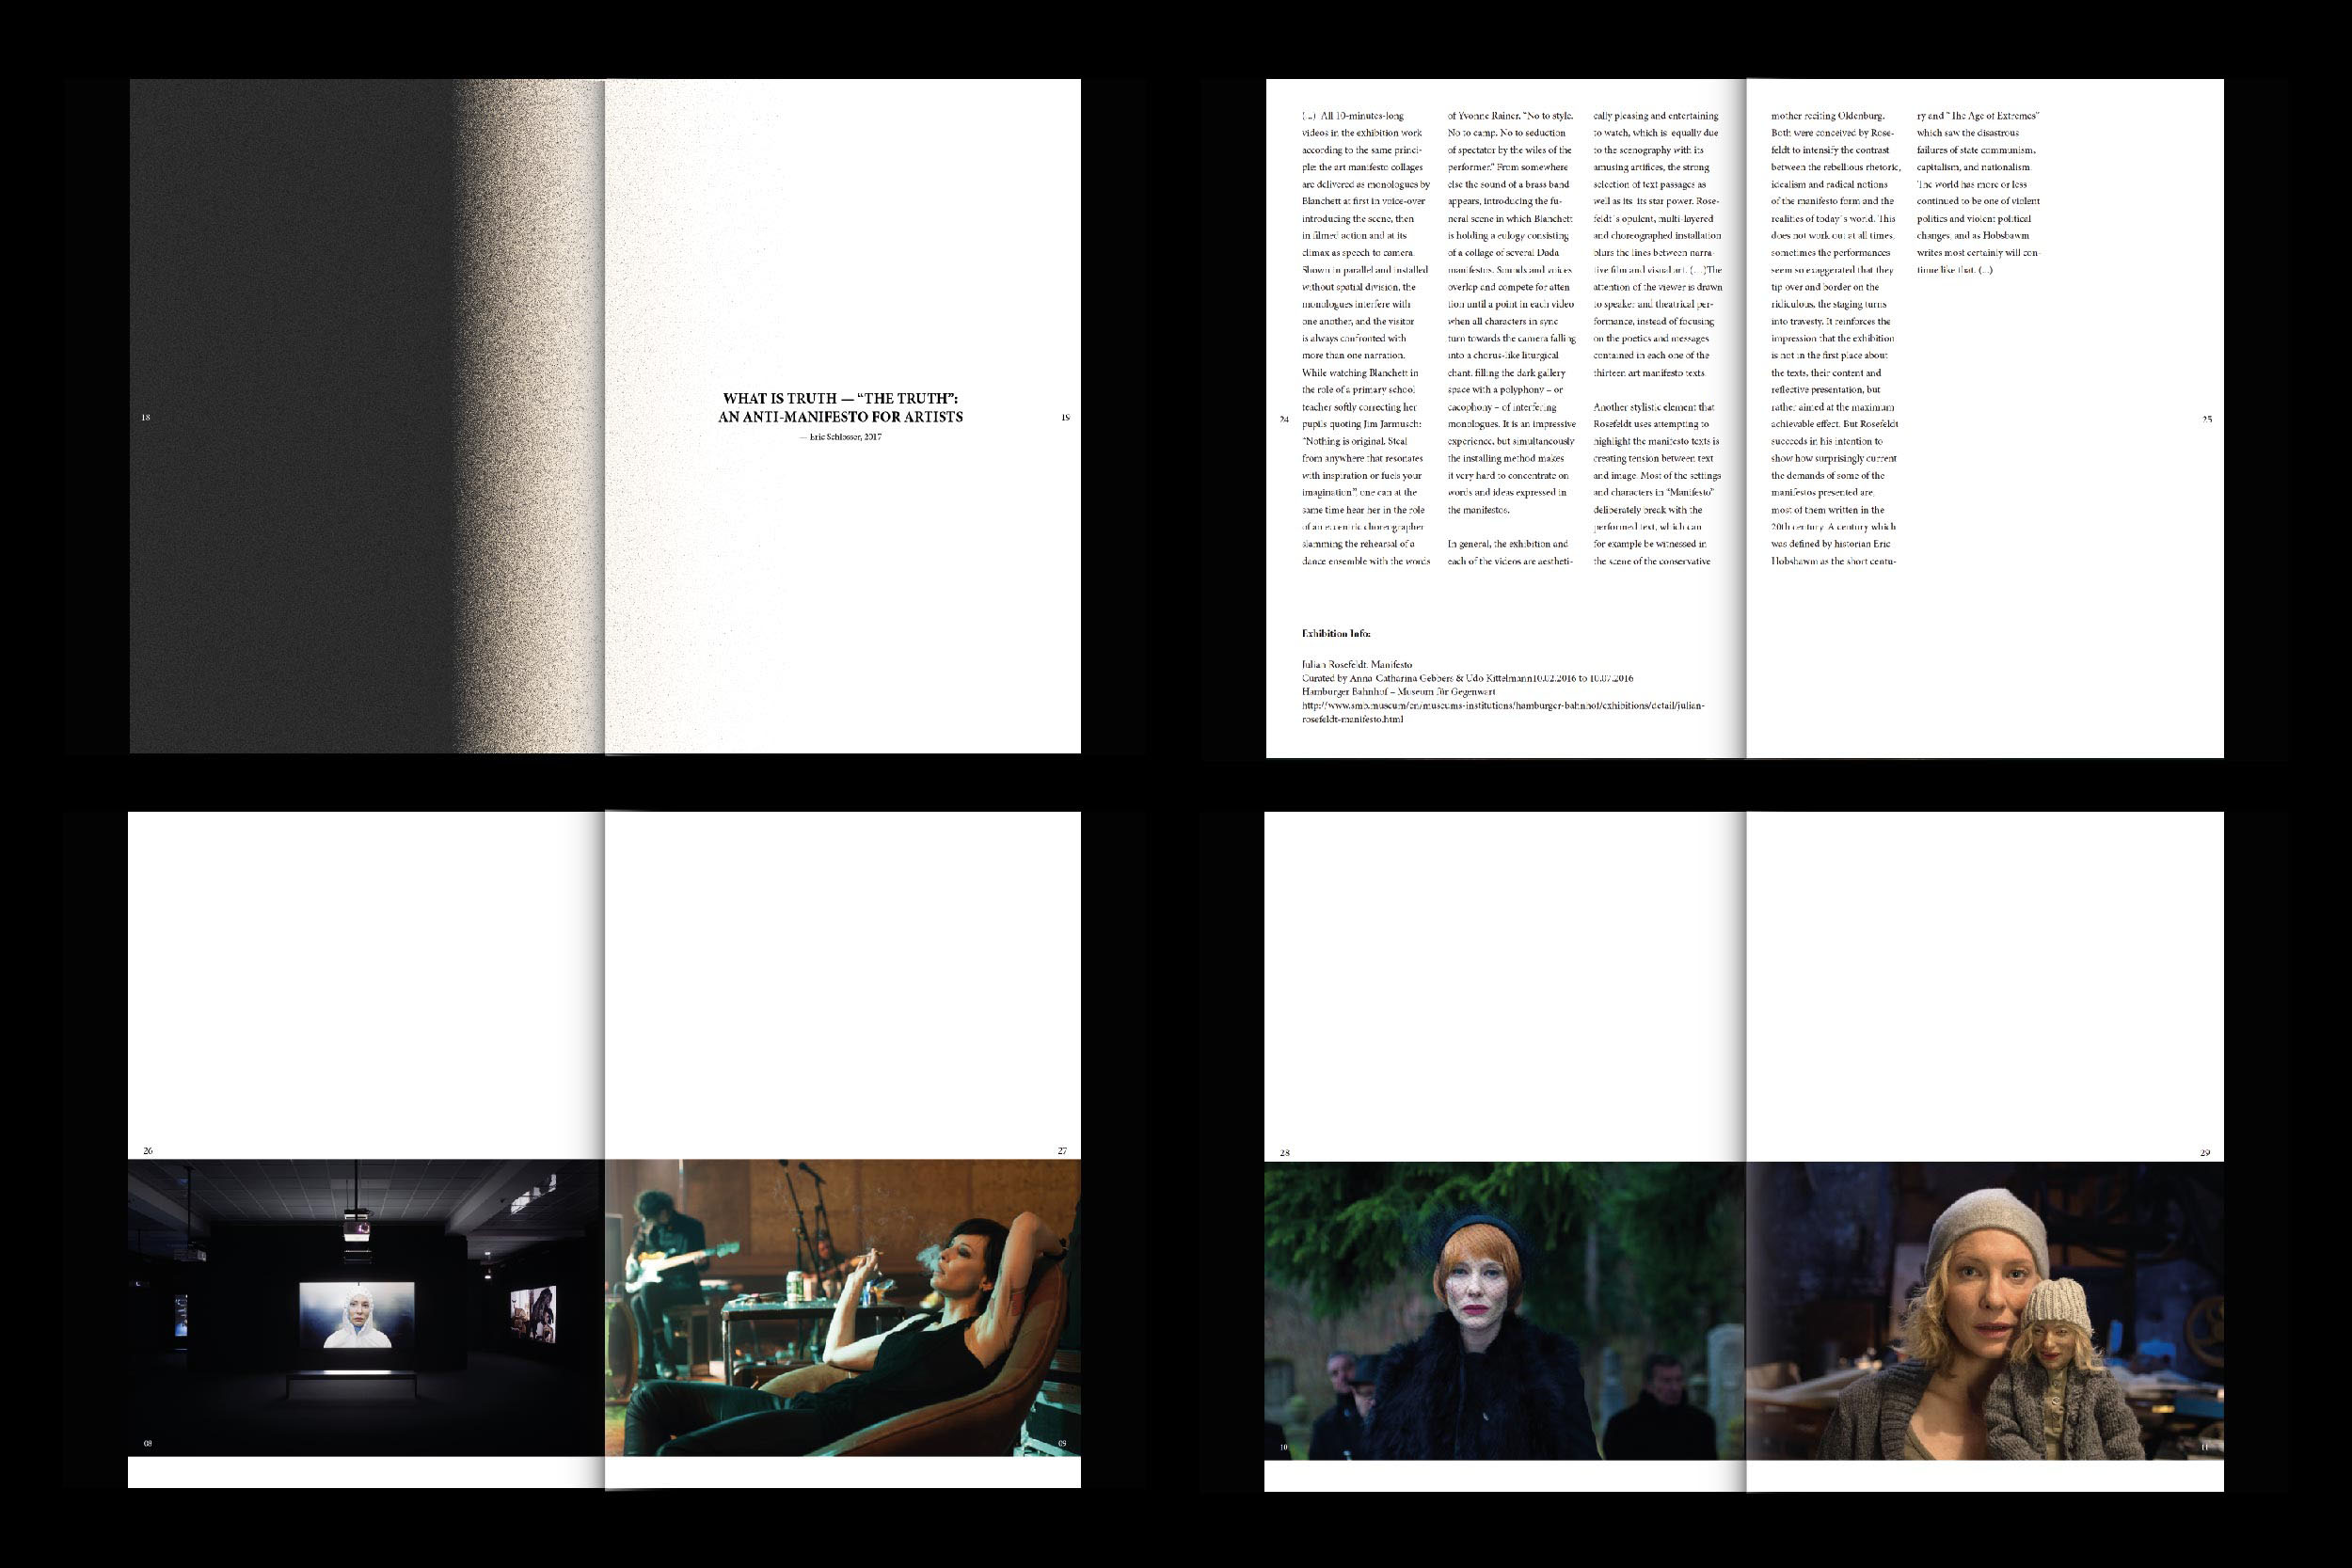 18
WHAT IS TRUTH — “THE TRUTH”:
AN ANTI-MANIFESTO FOR ARTISTS
— Eric Schlosser, 2017
19
(...) All 10-minutes-long
videos in the exhibition work
according to the same princi-
ple: the art manifesto collages
are delivered as monologues by
Blanchett at first in voice-over
introducing the scene, then
in filmed action and at its
climax as speech to camera.
Shown in parallel and installed
without spatial division, the
monologues interfere with
one another, and the visitor
is always confronted with
more than one narration.
While watching Blanchett in
the role of a primary school
teacher softly correcting her
pupils quoting Jim Jarmusch:
“Nothing is original. Steal
from anywhere that resonates
with inspiration or fuels your
imagination”, one can at the
same time hear her in the role
of an eccentric choreographer
slamming the rehearsal of a
dance ensemble with the words
of Yvonne Rainer. “No to style.
No to camp. No to seduction
of spectator by the wiles of the
performer.” From somewhere
else the sound of a brass band
appears, introducing the fu-
neral scene in which Blanchett
is holding a eulogy consisting
of a collage of several Dada
manifestos. Sounds and voices
overlap and compete for atten
tion until a point in each video
when all characters in sync
turn towards the camera falling
into a chorus-like liturgical
chant, filling the dark gallery
space with a polyphony – or
cacophony – of interfering
monologues. It is an impressive
experience, but simultaneously
the installing method makes
it very hard to concentrate on
words and ideas expressed in
the manifestos.
In general, the exhibition and
each of the videos are aestheti-
cally pleasing and entertaining
to watch, which is equally due
to the scenography with its
amusing artifices, the strong
selection of text passages as
well as its its star power. Rose-
feldt´s opulent, multi-layered
and choreographed installation
blurs the lines between narra-
tive film and visual art. (…)The
attention of the viewer is drawn
to speaker and theatrical per-
formance, instead of focusing
on the poetics and messages
contained in each one of the
thirteen art manifesto texts.
Another stylistic element that
Rosefeldt uses attempting to
highlight the manifesto texts is
creating tension between text
and image. Most of the settings
and characters in “Manifesto”
deliberately break with the
performed text, which can
for example be witnessed in
the scene of the conservative
24
mother reciting Oldenburg.
Both were conceived by Rose-
feldt to intensify the contrast
between the rebellious rhetoric,
idealism and radical notions
of the manifesto form and the
realities of today´s world. This
does not work out at all times,
sometimes the performances
seem so exaggerated that they
tip over and border on the
ridiculous, the staging turns
into travesty. It reinforces the
impression that the exhibition
is not in the first place about
the texts, their content and
reflective presentation, but
rather aimed at the maximum
achievable effect. But Rosefeldt
succeeds in his intention to
show how surprisingly current
the demands of some of the
manifestos presented are,
most of them written in the
20th century. A century which
was defined by historian Eric
Hobsbawm as the short centu-
ry and “The Age of Extremes”
which saw the disastrous
failures of state communism,
capitalism, and nationalism.
The world has more or less
continued to be one of violent
politics and violent political
changes, and as Hobsbawm
writes most certainly will con-
tinue like that. (...)
25
Exhibition Info:
Julian Rosefeldt. Manifesto
Curated by Anna-Catharina Gebbers & Udo Kittelmann10.02.2016 to 10.07.2016
Hamburger Bahnhof – Museum für Gegenwart
http://www.smb.museum/en/museums-institutions/hamburger-bahnhof/exhibitions/detail/julian-
rosefeldt-manifesto.html
26
27
08
09
28
29
10
11